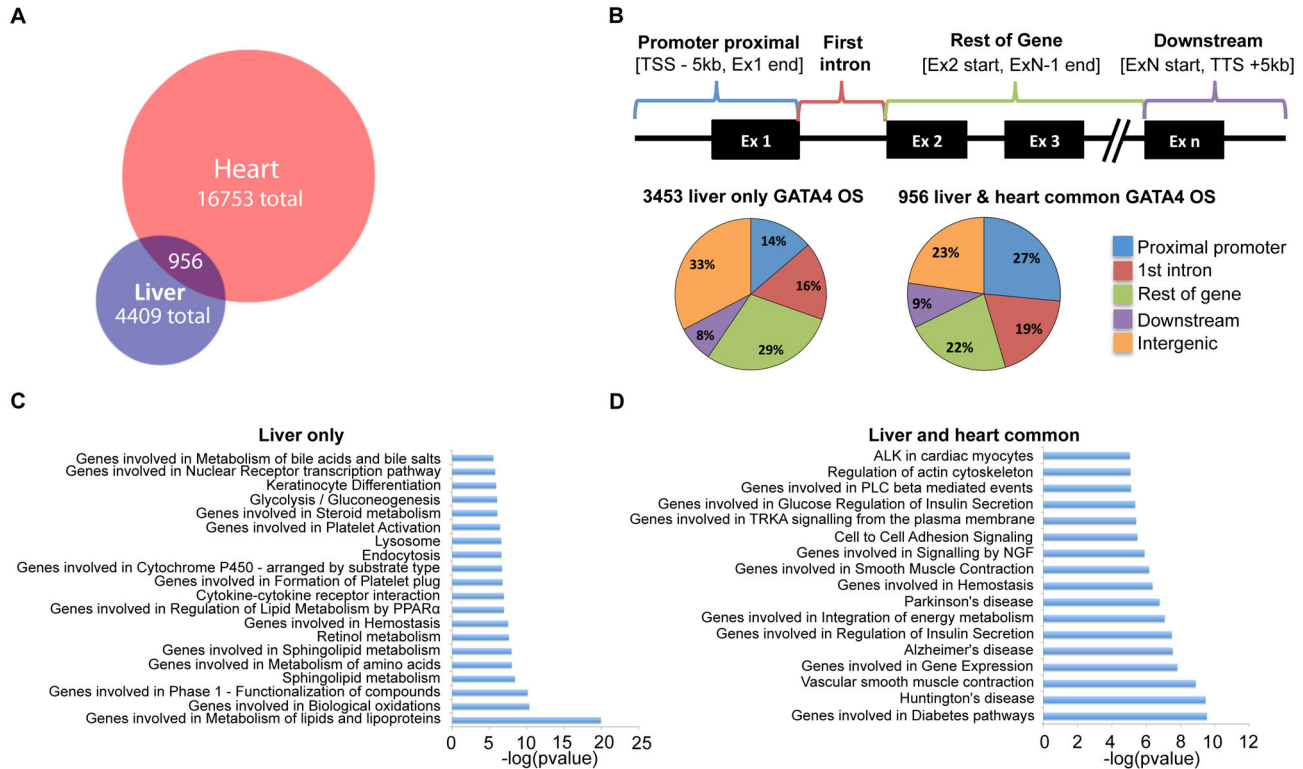 A
Heart
16753 total
956
Liver
4409 total
B
Promoter proximal
[TSS - 5kb, Ex1 end]
First
intron
Rest of Gene
[Ex2 start, ExN-1 end]
Downstream
[ExN start, TTS +5kb]
Ex 1
Ex 2
Ex 3
Ex n
3453 liver only GATA4 OS
14%
16%
29%
8%
33%
956 liver & heart common GATA4 OS
27%
19%
22%
9%
23%
Proximal promoter
1st intron
Rest of gene
Downstream
Intergenic
C
Liver only
Genes involved in Metabolism of bile acids and bile salts
Genes involved in Nuclear Receptor transcription pathway
Keratinocyte Differentiation
Glycolysis / Gluconeogenesis
Genes involved in Steroid metabolism
Genes involved in Platelet Activation
Lysosome
Endocytosis
Genes involved in Cytochrome P450 - arranged by substrate type
Genes involved in Formation of Platelet plug
Cytokine-cytokine receptor interaction
Genes involved in Regulation of Lipid Metabolism by PPARα
Genes involved in Hemostasis
Retinol metabolism
Genes involved in Sphingolipid metabolism
Genes involved in Metabolism of amino acids
Sphingolipid metabolism
Genes involved in Phase 1 - Functionalization of compounds
Genes involved in Biological oxidations
Genes involved in Metabolism of lipids and lipoproteins
0 5 10 15 20 25
-log(pvalue)
D
Liver and heart common
ALK in cardiac myocytes
Regulation of actin cytoskeleton
Genes involved in PLC beta mediated events
Genes involved in Glucose Regulation of Insulin Secretion
Genes involved in TRKA signalling from the plasma membrane
Cell to Cell Adhesion Signaling
Genes involved in Signalling by NGF
Genes involved in Smooth Muscle Contraction
Genes involved in Hemostasis
Parkinson's disease
Genes involved in Integration of energy metabolism
Genes involved in Regulation of Insulin Secretion
Alzheimer's disease
Genes involved in Gene Expression
Vascular smooth muscle contraction
Huntington's disease
Genes involved in Diabetes pathways
0 2 4 6 8 10 12
-log(pvalue)